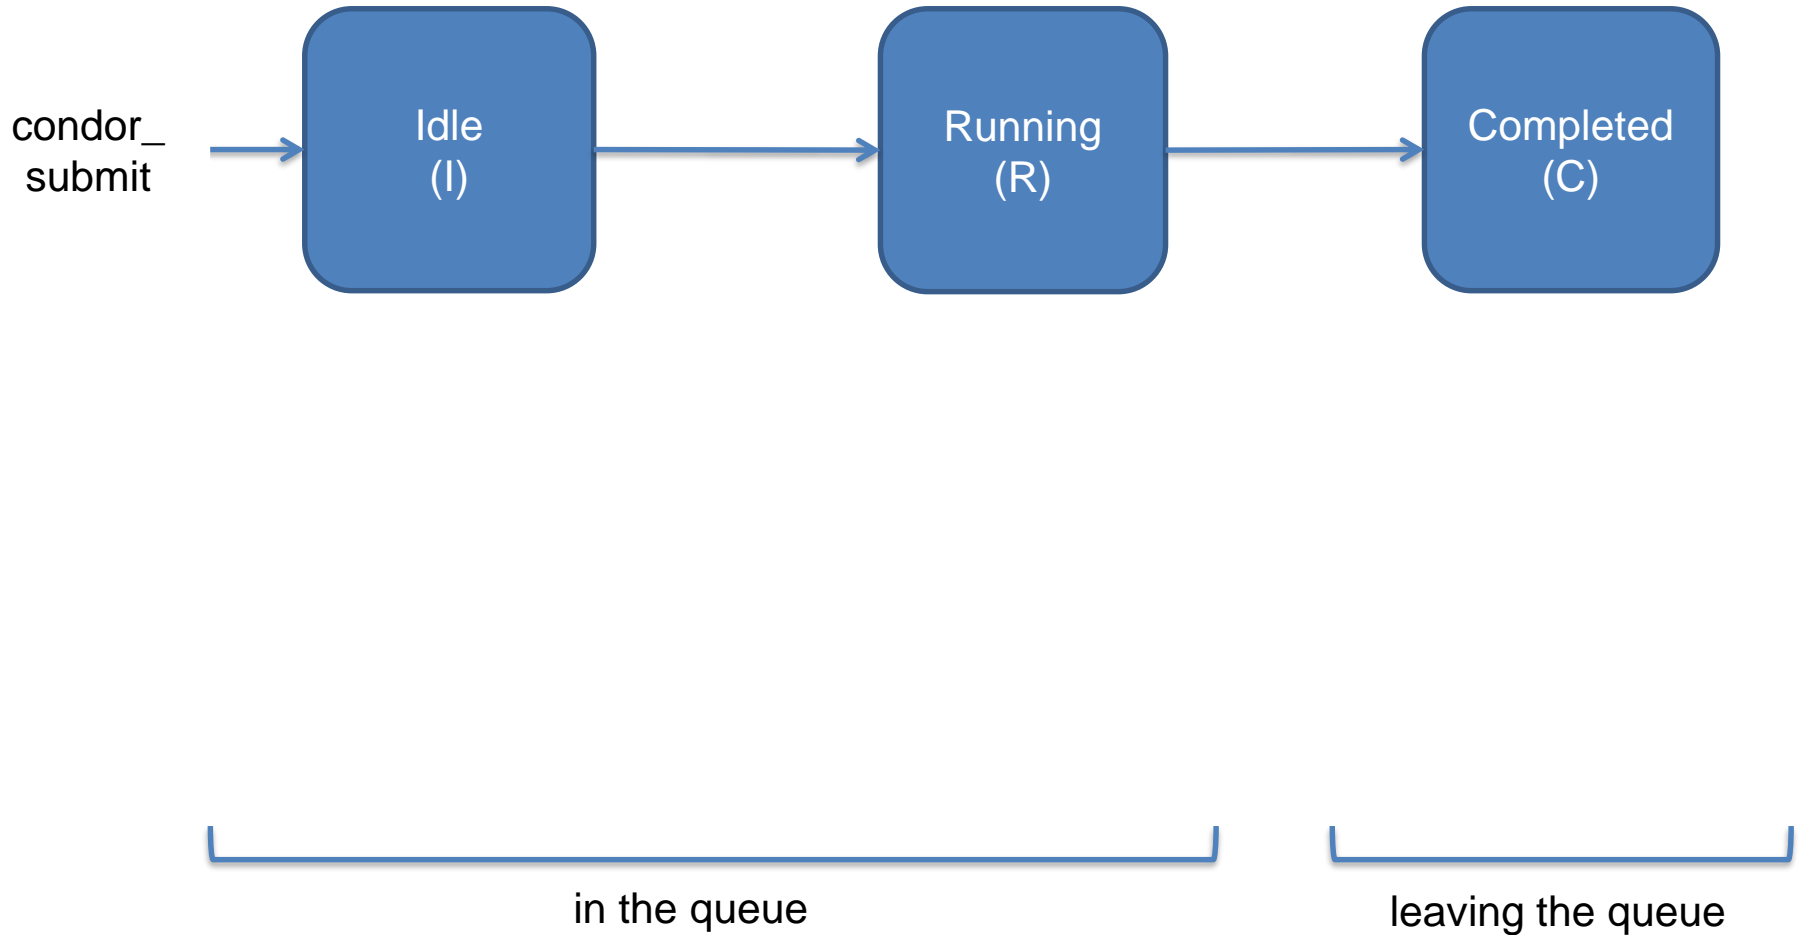 condor_
submit
Idle
(I)
Running
(R)
Completed
(C)
in the queue
leaving the queue